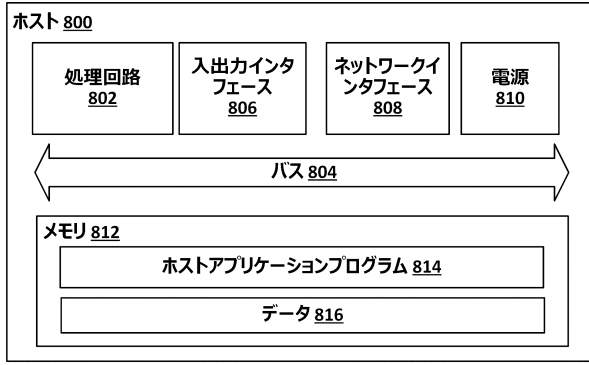 ホスト 800
処理回路
802
入出力インタ
フェース
806
ネットワークイ
ンタフェース
808
電源
810
バス 804
メモリ 812
ホストアプリケーションプログラム 814
データ 816